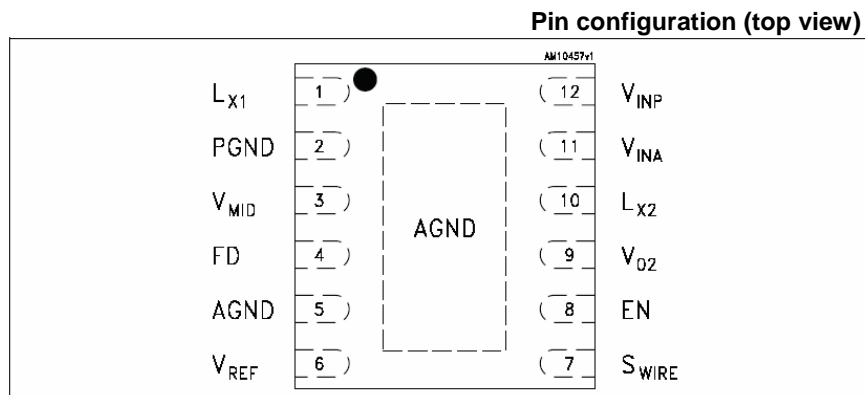 Pin configuration (top view)
AM10457v1
LX1 1 12 VINP
PGND 2 11 VINA
VMID 3 10 LX2
AGND
FD 4 9 VO2
AGND 5 8 EN
VREF 6 7 SWIRE